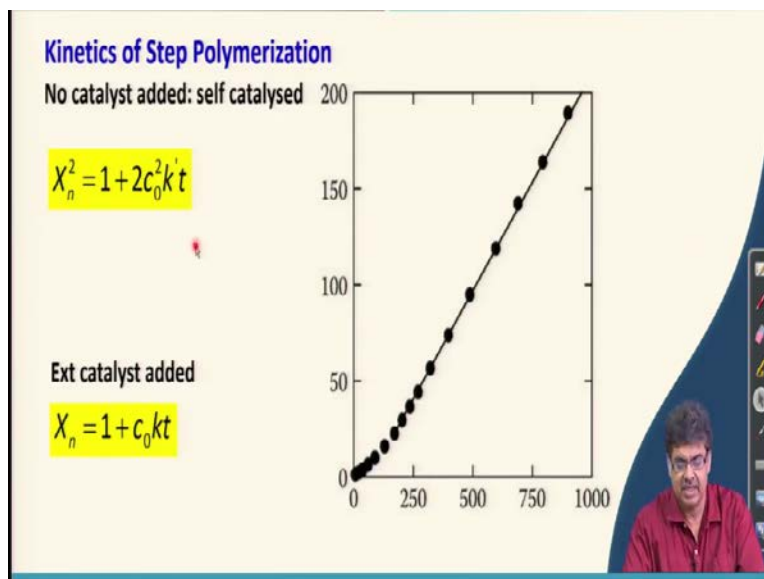 Kinetics of Step Polymerization
No catalyst added: self catalysed
X_n^2 = 1 + 2c_0^2 k' t
Ext catalyst added
X_n = 1 + c_0 kt
200
150
100
50
0
0 250 500 750 1000